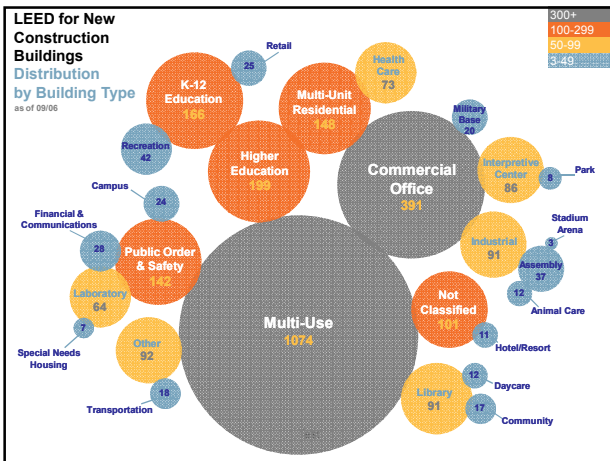 LEED for New
Construction
Buildings
Distribution
by Building Type
as of 09/06
300+
100-299
50-99
3-49
Retail
25
K-12
Education
166
Health
Care
73
Multi-Unit
Residential
148
Military
Base
20
Recreation
42
Higher
Education
199
Commercial
Office
391
Interpretive
Center
86
Park
8
Campus
24
Financial &
Communications
28
Public Order
& Safety
142
Stadium
Arena
3
Industrial
91
Assembly
37
Laboratory
64
12
Animal Care
Not
Classified
101
7
Special Needs
Housing
Multi-Use
1074
Other
92
11
Hotel/Resort
12
Daycare
18
Transportation
Library
91
17
Community